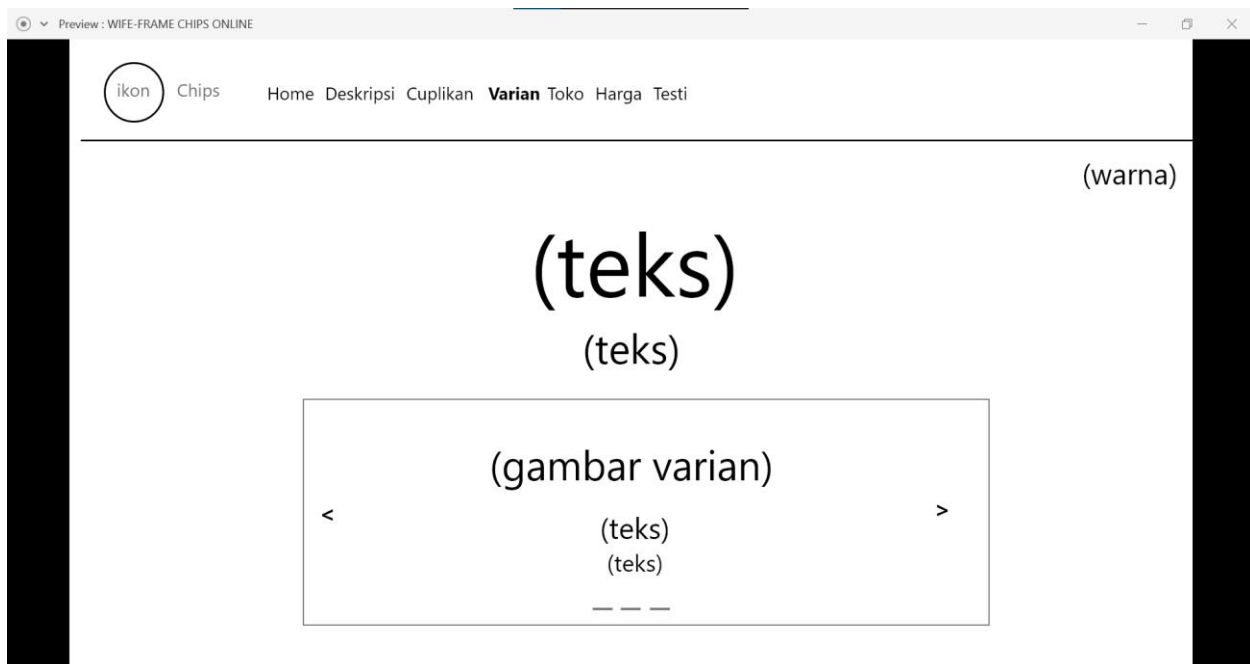 Preview : WIFE-FRAME CHIPS ONLINE
ikon Chips Home Deskripsi Cuplikan Varian Toko Harga Testi
(warna)
(teks)
(teks)
(gambar varian)
< >
(teks)
(teks)